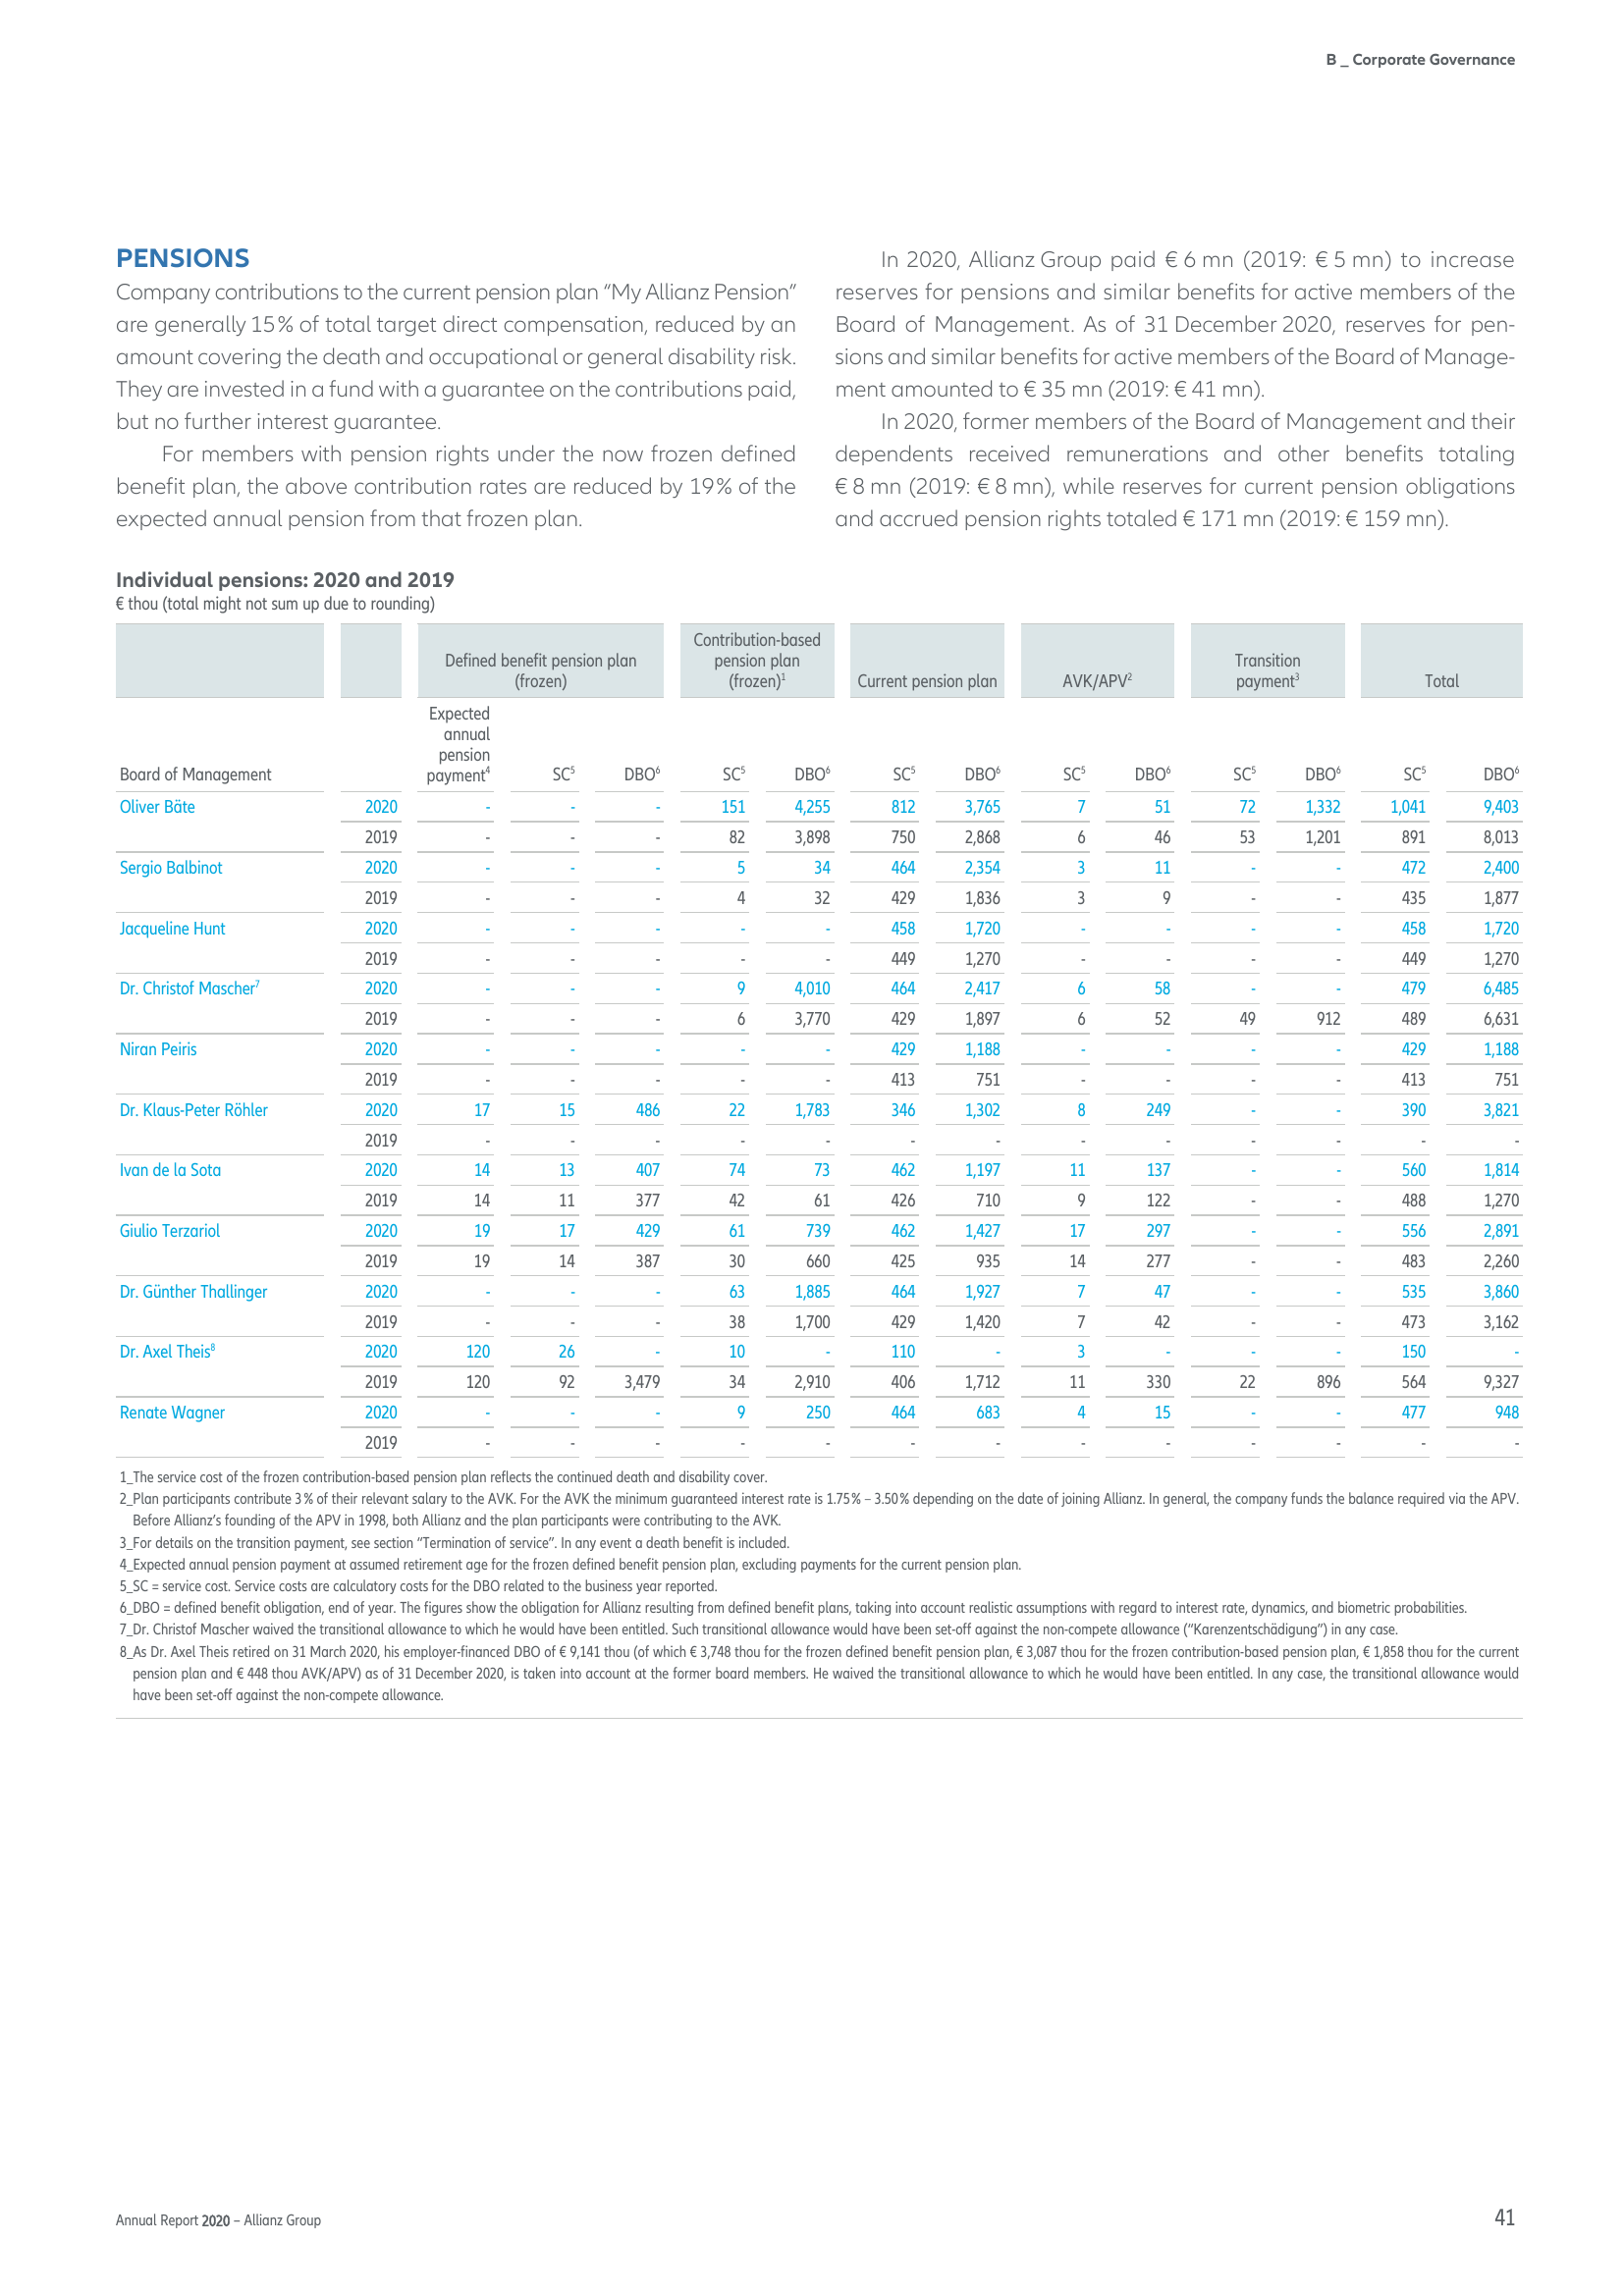 B _ Corporate Governance
PENSIONS
Company contributions to the current pension plan “My Allianz Pension”
are generally 15 % of total target direct compensation, reduced by an
amount covering the death and occupational or general disability risk.
They are invested in a fund with a guarantee on the contributions paid,
but no further interest guarantee.
For members with pension rights under the now frozen defined
benefit plan, the above contribution rates are reduced by 19 % of the
expected annual pension from that frozen plan.
In 2020, Allianz Group paid € 6 mn (2019: € 5 mn) to increase
reserves for pensions and similar benefits for active members of the
Board of Management. As of 31 December 2020, reserves for pen-
sions and similar benefits for active members of the Board of Manage-
ment amounted to € 35 mn (2019: € 41 mn).
In 2020, former members of the Board of Management and their
dependents received remunerations and other benefits totaling
€ 8 mn (2019: € 8 mn), while reserves for current pension obligations
and accrued pension rights totaled € 171 mn (2019: € 159 mn).
Individual pensions: 2020 and 2019
€ thou (total might not sum up due to rounding)
Defined benefit pension plan
(frozen)
Contribution-based
pension plan
(frozen)1
Current pension plan
AVK/APV2
Transition
payment3
Total
Board of Management
Expected
annual
pension
payment4
SC5 DBO6 SC5 DBO6 SC5 DBO6 SC5 DBO6 SC5 DBO6 SC5 DBO6
Oliver Bäte 2020 - - - 151 4,255 812 3,765 7 51 72 1,332 1,041 9,403
2019 - - - 82 3,898 750 2,868 6 46 53 1,201 891 8,013
Sergio Balbinot 2020 - - - 5 34 464 2,354 3 11 - - 472 2,400
2019 - - - 4 32 429 1,836 3 9 - - 435 1,877
Jacqueline Hunt 2020 - - - - - 458 1,720 - - - - 458 1,720
2019 - - - - - 449 1,270 - - - - 449 1,270
Dr. Christof Mascher7 2020 - - - 9 4,010 464 2,417 6 58 - - 479 6,485
2019 - - - 6 3,770 429 1,897 6 52 49 912 489 6,631
Niran Peiris 2020 - - - - - 429 1,188 - - - - 429 1,188
2019 - - - - - 413 751 - - - - 413 751
Dr. Klaus-Peter Röhler 2020 17 15 486 22 1,783 346 1,302 8 249 - - 390 3,821
2019 - - - - - - - - - - - - -
Ivan de la Sota 2020 14 13 407 74 73 462 1,197 11 137 - - 560 1,814
2019 14 11 377 42 61 426 710 9 122 - - 488 1,270
Giulio Terzariol 2020 19 17 429 61 739 462 1,427 17 297 - - 556 2,891
2019 19 14 387 30 660 425 935 14 277 - - 483 2,260
Dr. Günther Thallinger 2020 - - - 63 1,885 464 1,927 7 47 - - 535 3,860
2019 - - - 38 1,700 429 1,420 7 42 - - 473 3,162
Dr. Axel Theis8 2020 120 26 - 10 - 110 - 3 - - - 150 -
2019 120 92 3,479 34 2,910 406 1,712 11 330 22 896 564 9,327
Renate Wagner 2020 - - - 9 250 464 683 4 15 - - 477 948
2019 - - - - - - - - - - - - -
1_The service cost of the frozen contribution-based pension plan reflects the continued death and disability cover.
2_Plan participants contribute 3 % of their relevant salary to the AVK. For the AVK the minimum guaranteed interest rate is 1.75 % – 3.50 % depending on the date of joining Allianz. In general, the company funds the balance required via the APV.
Before Allianz’s founding of the APV in 1998, both Allianz and the plan participants were contributing to the AVK.
3_For details on the transition payment, see section “Termination of service”. In any event a death benefit is included.
4_Expected annual pension payment at assumed retirement age for the frozen defined benefit pension plan, excluding payments for the current pension plan.
5_SC = service cost. Service costs are calculatory costs for the DBO related to the business year reported.
6_DBO = defined benefit obligation, end of year. The figures show the obligation for Allianz resulting from defined benefit plans, taking into account realistic assumptions with regard to interest rate, dynamics, and biometric probabilities.
7_Dr. Christof Mascher waived the transitional allowance to which he would have been entitled. Such transitional allowance would have been set-off against the non-compete allowance (“Karenzentschädigung”) in any case.
8_As Dr. Axel Theis retired on 31 March 2020, his employer-financed DBO of € 9,141 thou (of which € 3,748 thou for the frozen defined benefit pension plan, € 3,087 thou for the frozen contribution-based pension plan, € 1,858 thou for the current
pension plan and € 448 thou AVK/APV) as of 31 December 2020, is taken into account at the former board members. He waived the transitional allowance to which he would have been entitled. In any case, the transitional allowance would
have been set-off against the non-compete allowance.
Annual Report 2020 – Allianz Group
41